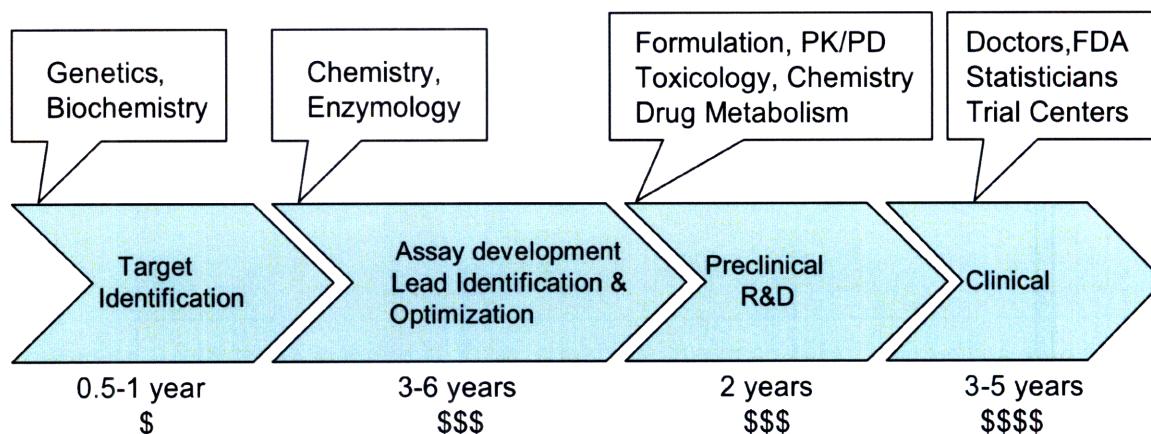 Genetics,
Biochemistry
Chemistry,
Enzymology
Formulation, PK/PD
Toxicology, Chemistry
Drug Metabolism
Doctors,FDA
Statisticians
Trial Centers
Target
Identification
Assay development
Lead Identification &
Optimization
Preclinical
R&D
Clinical
0.5-1 year
$
3-6 years
$$$
2 years
$$$
3-5 years
$$$$